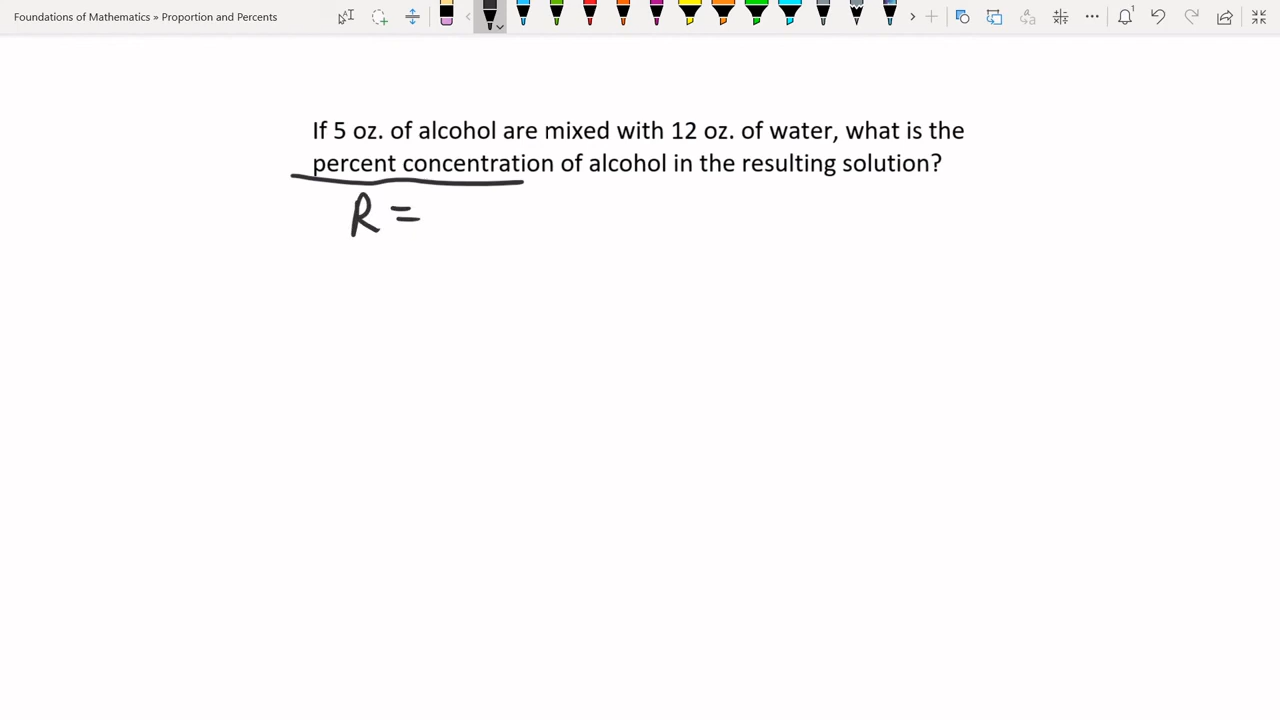 Foundations of Mathematics » Proportion and Percents
If 5 oz. of alcohol are mixed with 12 oz. of water, what is the
percent concentration of alcohol in the resulting solution?
R =